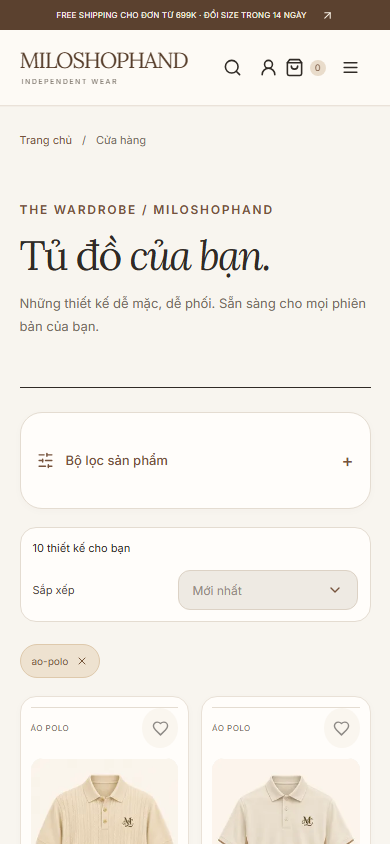 FREE SHIPPING CHO ĐƠN TỪ 699K · ĐỔI SIZE TRONG 14 NGÀY
MILOSHOPHAND
INDEPENDENT WEAR
0
Trang chủ / Cửa hàng
THE WARDROBE / MILOSHOPHAND
Tủ đồ của bạn.
Những thiết kế dễ mặc, dễ phối. Sẵn sàng cho mọi phiên
bản của bạn.
Bộ lọc sản phẩm +
10 thiết kế cho bạn
Sắp xếp Mới nhất
ao-polo ×
ÁO POLO ÁO POLO